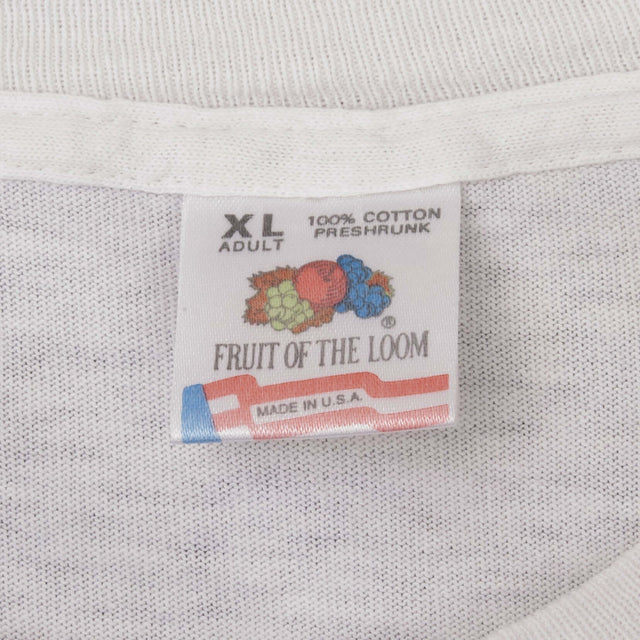 XL
ADULT
100% COTTON
PRESHRUNK
®
FRUIT OF THE LOOM
MADE IN U.S.A.